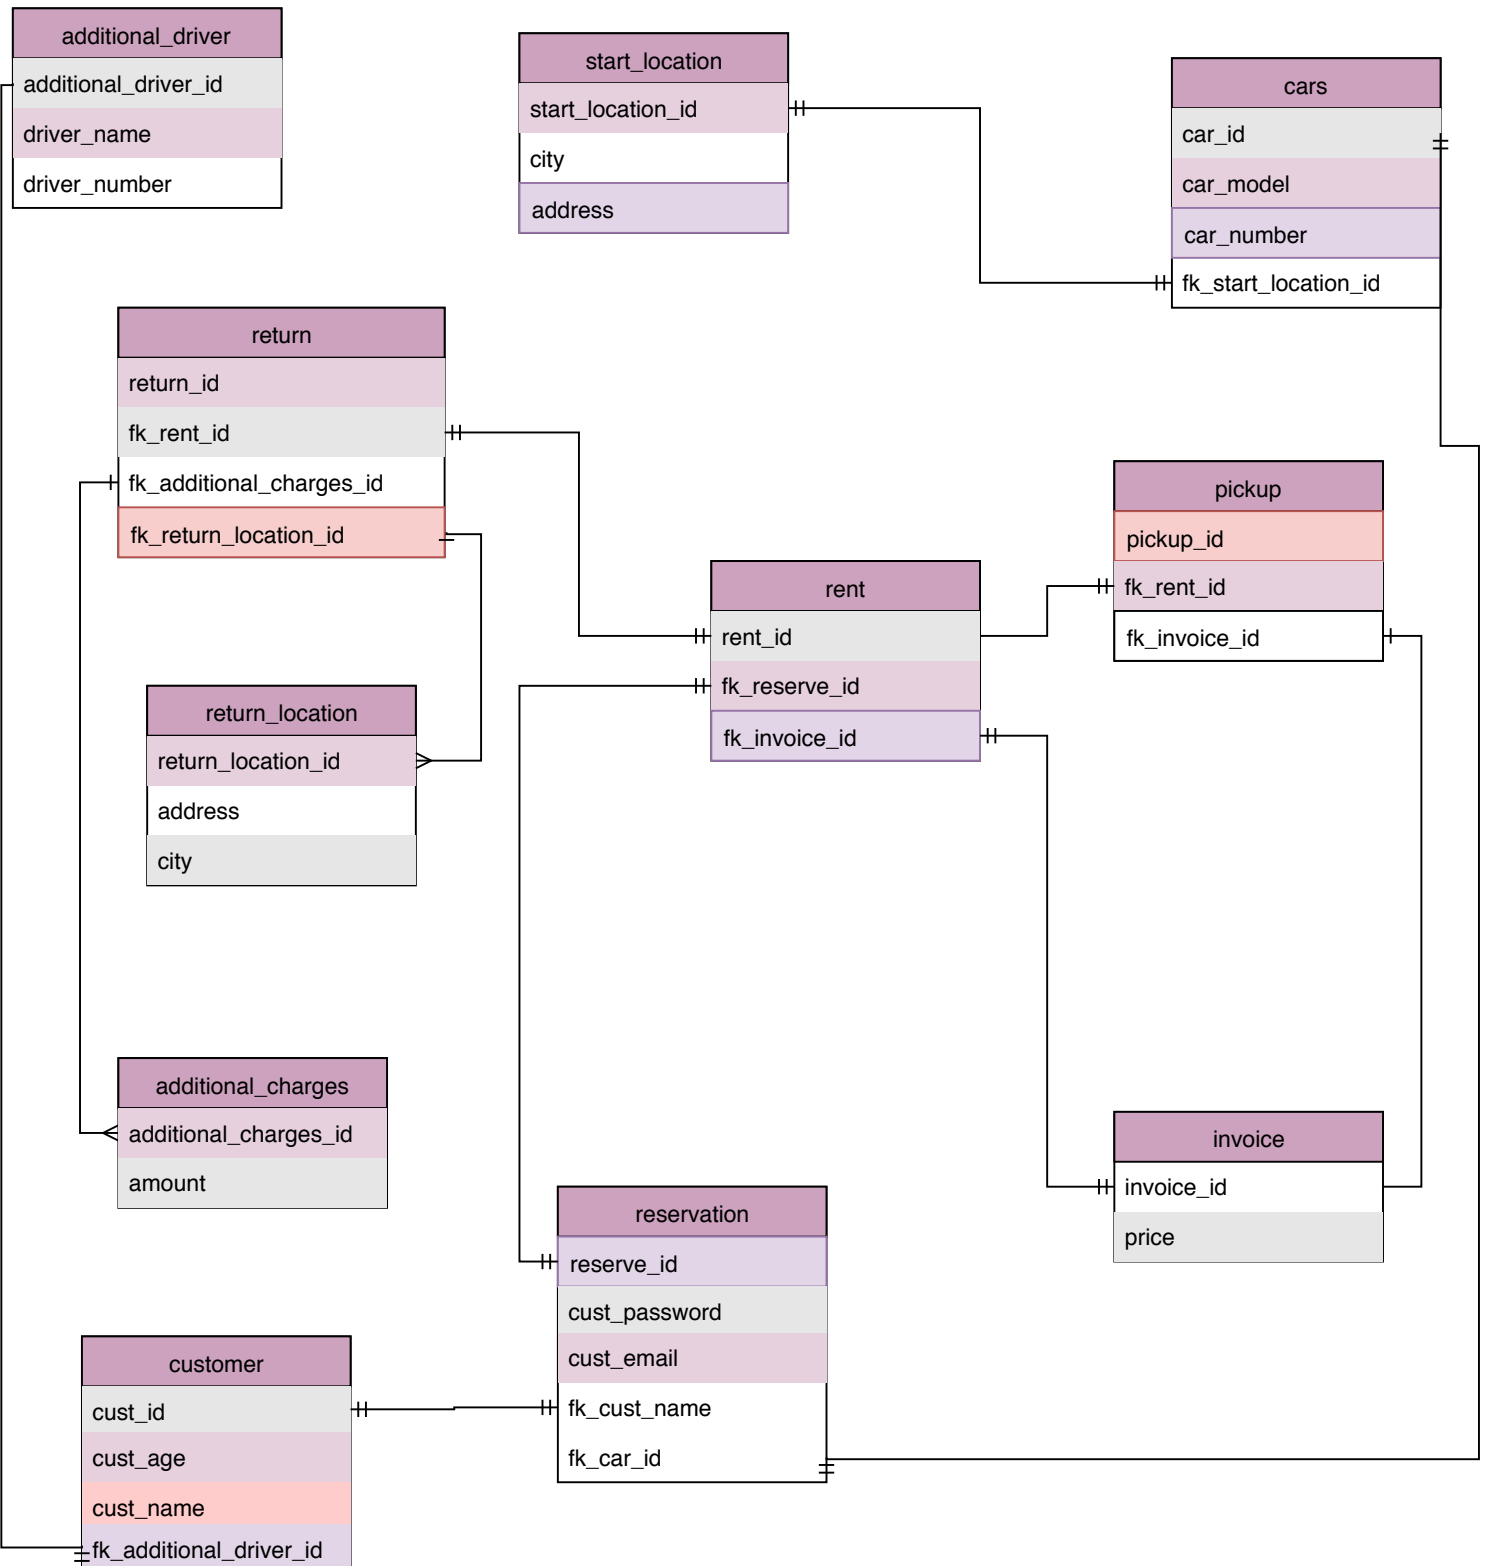 additional_driver
additional_driver_id
driver_name
driver_number
start_location
start_location_id
city
address
cars
car_id
car_model
car_number
fk_start_location_id
return
return_id
fk_rent_id
fk_additional_charges_id
fk_return_location_id
pickup
pickup_id
fk_rent_id
fk_invoice_id
rent
rent_id
fk_reserve_id
fk_invoice_id
return_location
return_location_id
address
city
additional_charges
additional_charges_id
amount
invoice
invoice_id
price
reservation
reserve_id
cust_password
cust_email
fk_cust_name
fk_car_id
customer
cust_id
cust_age
cust_name
fk_additional_driver_id